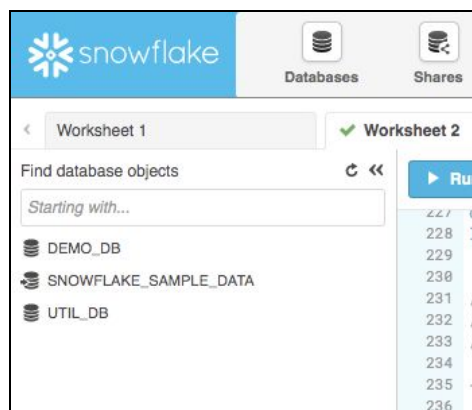 snowflake
Databases Shares
Worksheet 1 Worksheet 2
Find database objects
Starting with...
DEMO_DB
SNOWFLAKE_SAMPLE_DATA
UTIL_DB
228
229
230
231
232
233
234
235
236